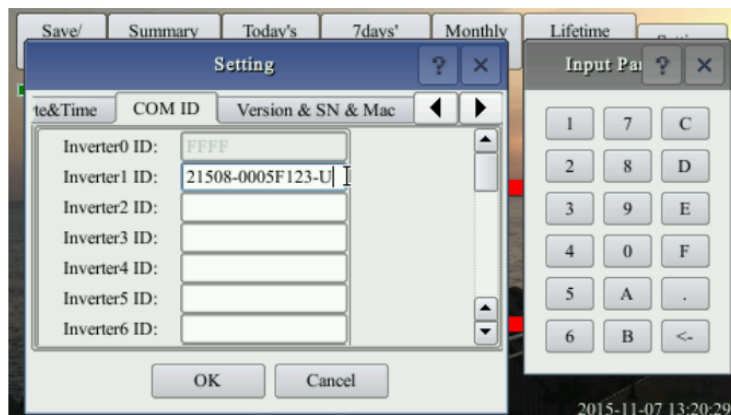 Save/ Summary Today's 7days' Monthly Lifetime
Setting
Input Pa
te&Time COM ID Version & SN & Mac
Inverter0 ID: FFFF
Inverter1 ID: 21508-0005F123-U
Inverter2 ID:
Inverter3 ID:
Inverter4 ID:
Inverter5 ID:
Inverter6 ID:
OK Cancel
1 7 C
2 8 D
3 9 E
4 0 F
5 A .
6 B <-
2015-11-07 13:20:29